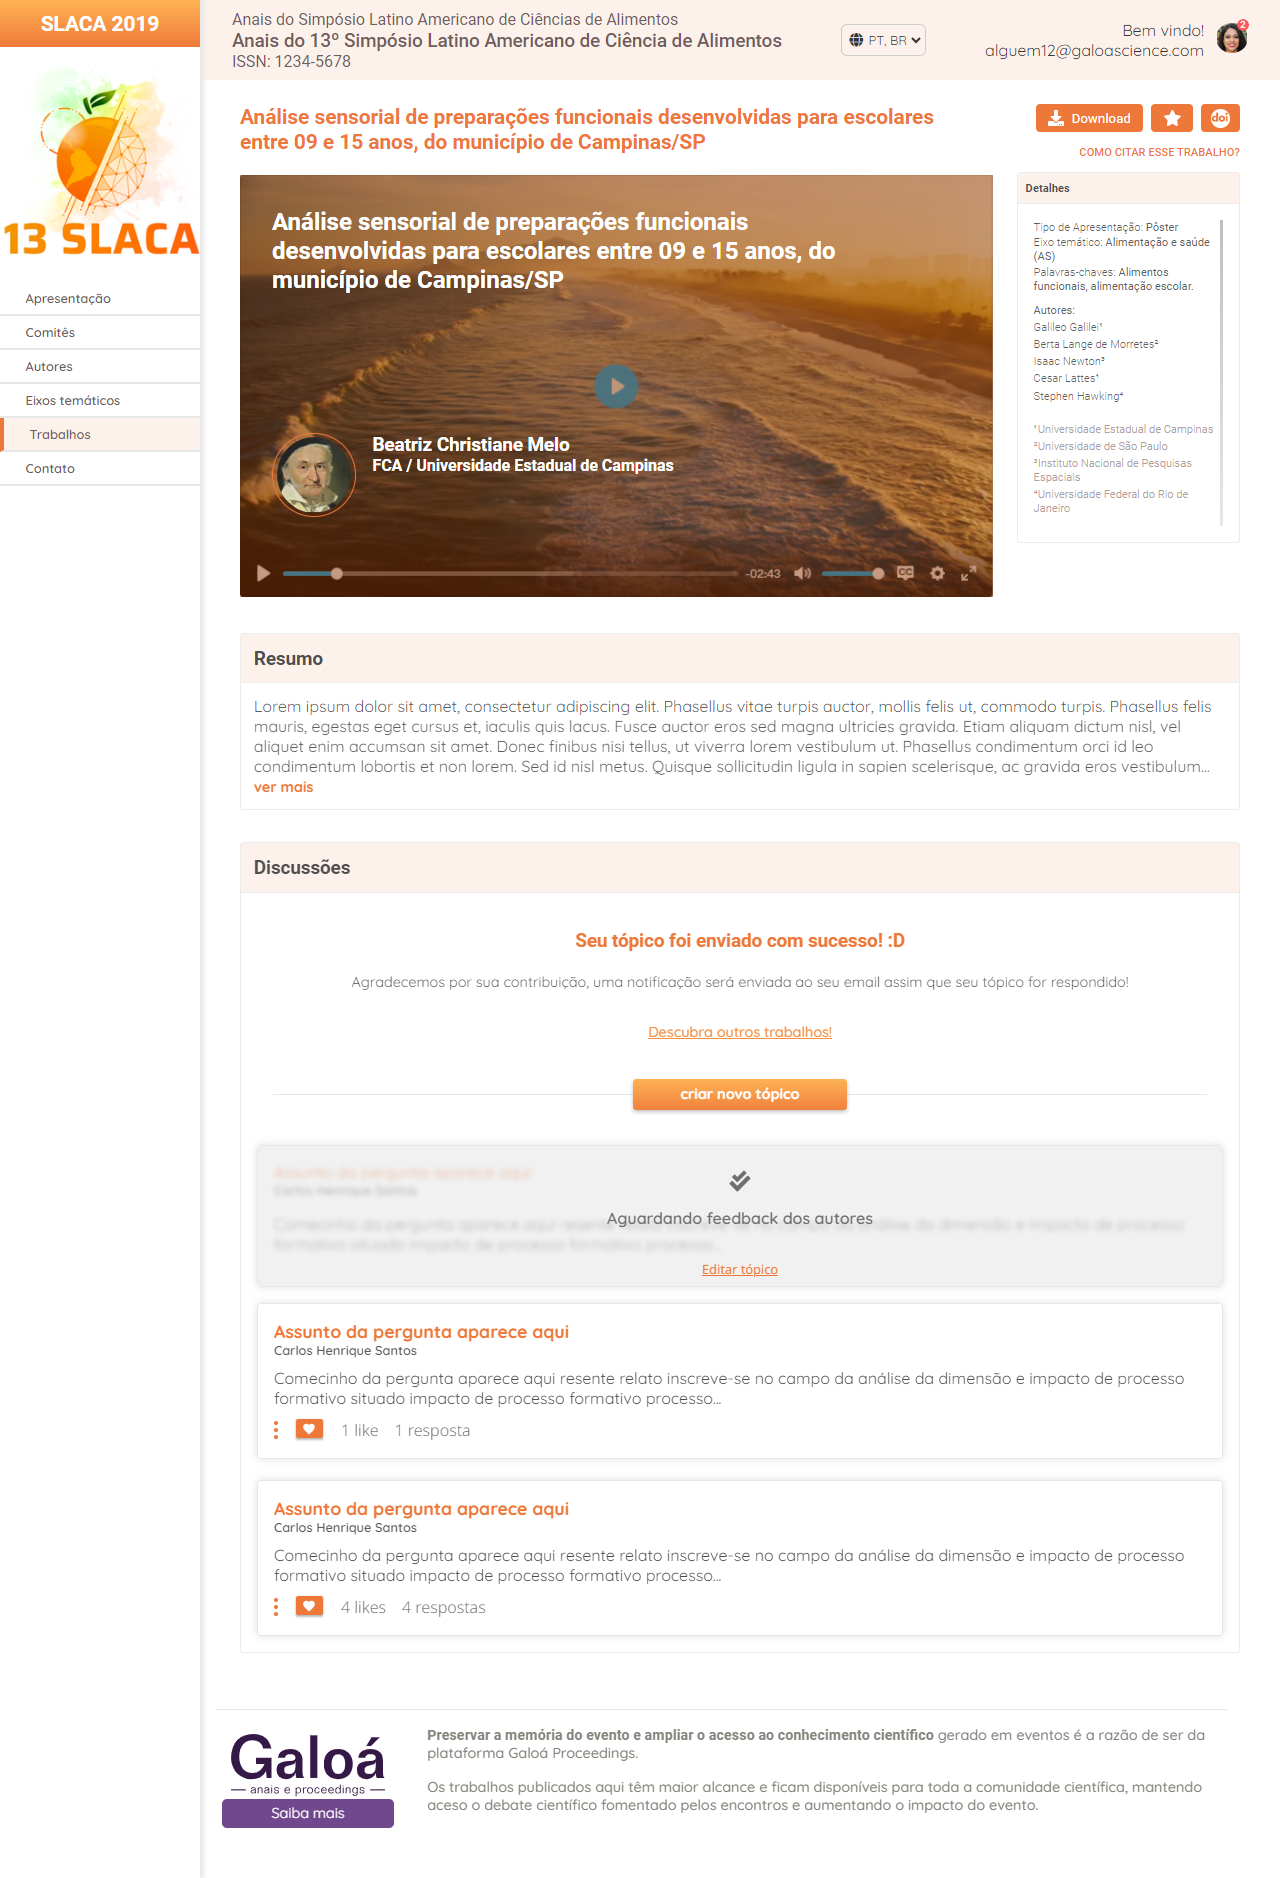 SLACA 2019
Anais do Simpósio Latino Americano de Ciências de Alimentos
Anais do 13º Simpósio Latino Americano de Ciência de Alimentos
ISSN: 1234-5678
PT, BR
Bem vindo!
alguem12@galoascience.com
2
13 SLACA
Apresentação
Comitês
Autores
Eixos temáticos
Trabalhos
Contato
Análise sensorial de preparações funcionais desenvolvidas para escolares
entre 09 e 15 anos, do município de Campinas/SP
Download
doi
COMO CITAR ESSE TRABALHO?
Análise sensorial de preparações funcionais
desenvolvidas para escolares entre 09 e 15 anos, do
município de Campinas/SP
Beatriz Christiane Melo
FCA / Universidade Estadual de Campinas
-02:43
CC
Detalhes
Tipo de Apresentação: Pôster
Eixo temático: Alimentação e saúde
(AS)
Palavras-chaves: Alimentos
funcionais, alimentação escolar.
Autores:
Galileo Galilei¹
Berta Lange de Morretes²
Isaac Newton³
Cesar Lattes¹
Stephen Hawking⁴
¹Universidade Estadual de Campinas
²Universidade de São Paulo
³Instituto Nacional de Pesquisas
Espaciais
⁴Universidade Federal do Rio de
Janeiro
Resumo
Lorem ipsum dolor sit amet, consectetur adipiscing elit. Phasellus vitae turpis auctor, mollis felis ut, commodo turpis. Phasellus felis
mauris, egestas eget cursus et, iaculis quis lacus. Fusce auctor eros sed magna ultricies gravida. Etiam aliquam dictum nisl, vel
aliquet enim accumsan sit amet. Donec finibus nisi tellus, ut viverra lorem vestibulum ut. Phasellus condimentum orci id leo
condimentum lobortis et non lorem. Sed id nisl metus. Quisque sollicitudin ligula in sapien scelerisque, ac gravida eros vestibulum...
ver mais
Discussões
Seu tópico foi enviado com sucesso! :D
Agradecemos por sua contribuição, uma notificação será enviada ao seu email assim que seu tópico for respondido!
Descubra outros trabalhos!
criar novo tópico
Assunto da pergunta aparece aqui
Carlos Henrique Santos
Comecinho da pergunta aparece aqui resente
Aguardando feedback dos autores
da dimensão e impacto de processo
formativo situado impacto de processo formativo processo...
Editar tópico
Assunto da pergunta aparece aqui
Carlos Henrique Santos
Comecinho da pergunta aparece aqui resente relato inscreve-se no campo da análise da dimensão e impacto de processo
formativo situado impacto de processo formativo processo...
1 like 1 resposta
Assunto da pergunta aparece aqui
Carlos Henrique Santos
Comecinho da pergunta aparece aqui resente relato inscreve-se no campo da análise da dimensão e impacto de processo
formativo situado impacto de processo formativo processo...
4 likes 4 respostas
Galoá
anais e proceedings
Saiba mais
Preservar a memória do evento e ampliar o acesso ao conhecimento científico gerado em eventos é a razão de ser da
plataforma Galoá Proceedings.
Os trabalhos publicados aqui têm maior alcance e ficam disponíveis para toda a comunidade científica, mantendo
aceso o debate científico fomentado pelos encontros e aumentando o impacto do evento.